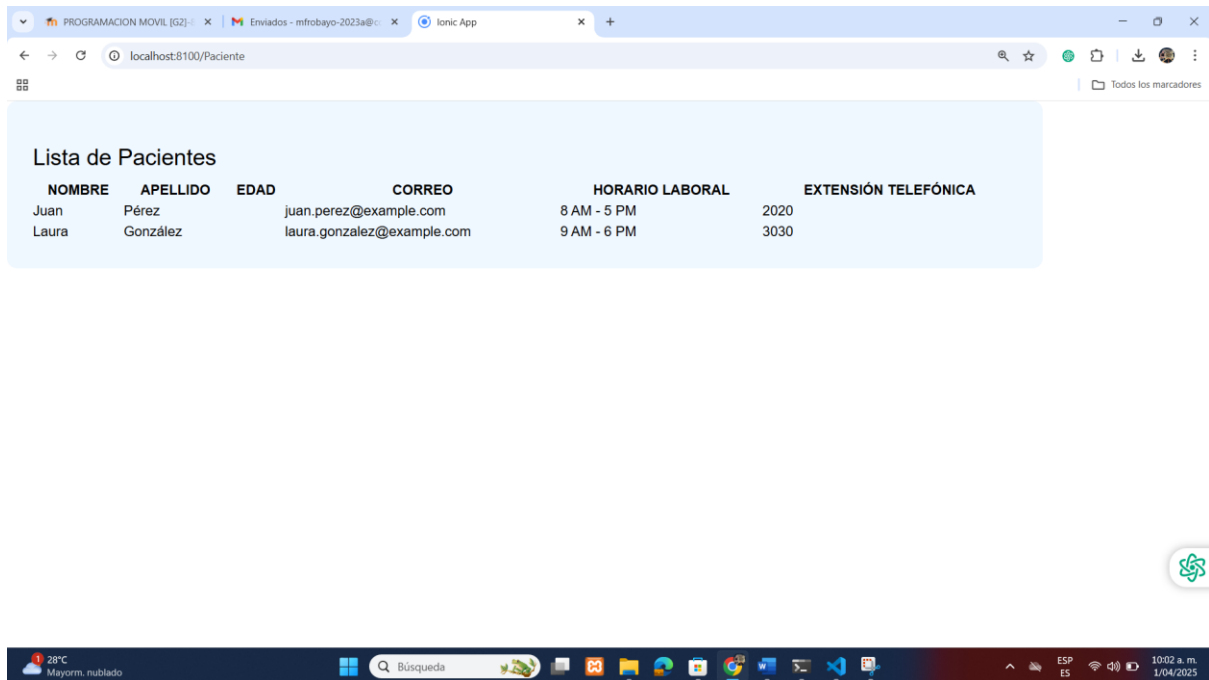 PROGRAMACION MOVIL [G2]-
Enviados - mfrobayo-2023a@
Ionic App
localhost:8100/Paciente
Todos los marcadores
Lista de Pacientes
NOMBRE APELLIDO EDAD CORREO HORARIO LABORAL EXTENSIÓN TELEFÓNICA
Juan Pérez juan.perez@example.com 8 AM - 5 PM 2020
Laura González laura.gonzalez@example.com 9 AM - 6 PM 3030
1
28°C
Mayorm. nublado
Búsqueda
ESP
ES
10:02 a. m.
1/04/2025